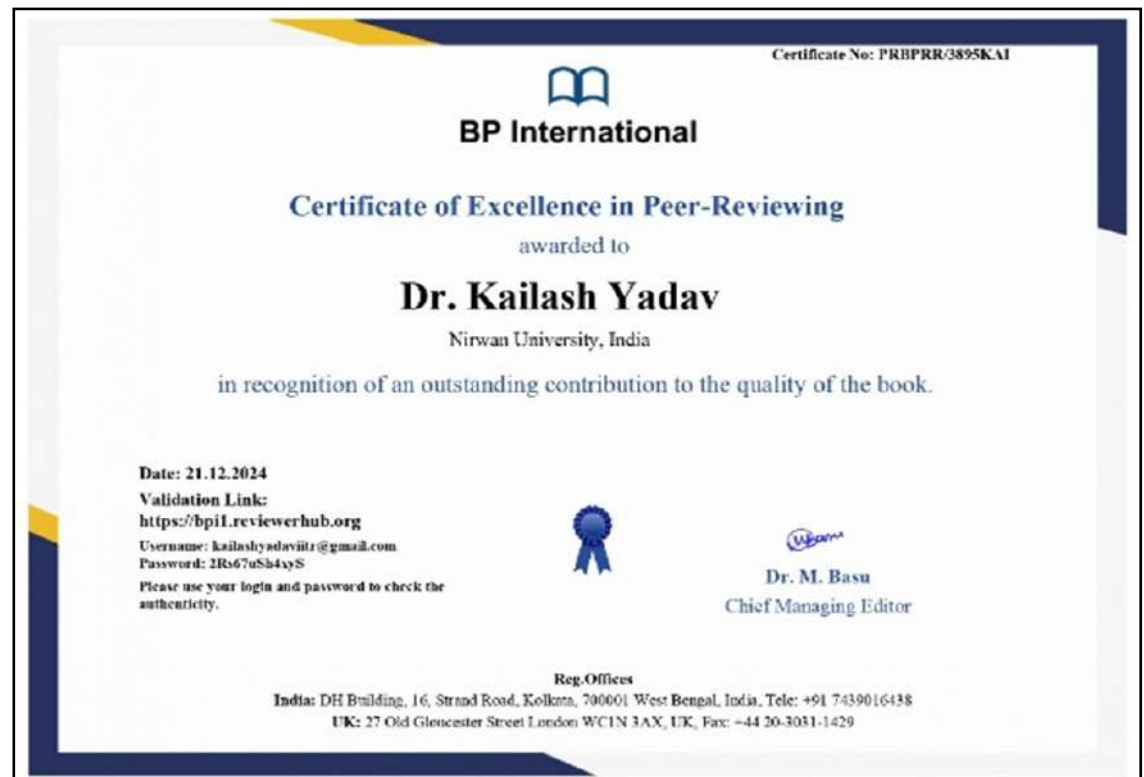 Certificate No: PRBPRR/3895KAI
BP International
Certificate of Excellence in Peer-Reviewing
awarded to
Dr. Kailash Yadav
Nirwan University, India
in recognition of an outstanding contribution to the quality of the book.
Date: 21.12.2024
Validation Link:
https://bpi1.reviewerhub.org
Username: kailashyadaviitr@gmail.com
Password: 2Rs67uSh4xyS
Please use your login and password to check the
authenticity.
Dr. M. Basu
Chief Managing Editor
Reg.Offices
India: DH Building, 16, Strand Road, Kolkata, 700001 West Bengal, India, Tele: +91 7439016438
UK: 27 Old Gloucester Street London WC1N 3AX, UK, Fax: +44 20-3031-1429